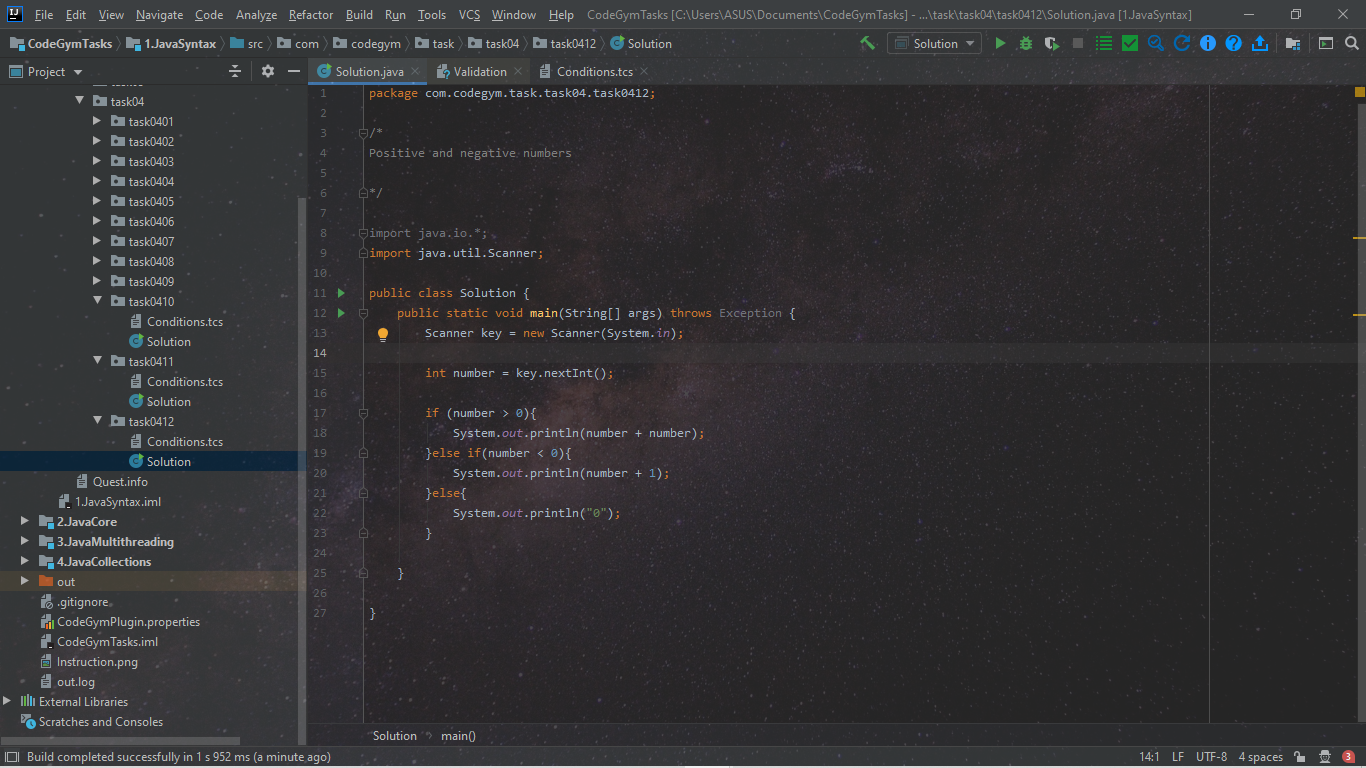 File Edit View Navigate Code Analyze Refactor Build Run Tools VCS Window Help CodeGymTasks [C:\Users\ASUS\Documents\CodeGymTasks] - ...\task\task04\task0412\Solution.java [1.JavaSyntax]
CodeGymTasks 1.JavaSyntax src com codegym task task04 task0412 Solution Solution
Project Solution.java Validation Conditions.tcs
task04
task0401
task0402
task0403
task0404
task0405
task0406
task0407
task0408
task0409
task0410
Conditions.tcs
Solution
task0411
Conditions.tcs
Solution
task0412
Conditions.tcs
Solution
Quest.info
1.JavaSyntax.iml
2.JavaCore
3.JavaMultithreading
4.JavaCollections
out
.gitignore
CodeGymPlugin.properties
CodeGymTasks.iml
Instruction.png
out.log
External Libraries
Scratches and Consoles
1 package com.codegym.task.task04.task0412;
2
3 /*
4 Positive and negative numbers
5
6 */
7
8 import java.io.*;
9 import java.util.Scanner;
10
11 public class Solution {
12 public static void main(String[] args) throws Exception {
13 Scanner key = new Scanner(System.in);
14
15 int number = key.nextInt();
16
17 if (number > 0){
18 System.out.println(number + number);
19 }else if(number < 0){
20 System.out.println(number + 1);
21 }else{
22 System.out.println("0");
23 }
24
25 }
26
27 }
Solution main()
Build completed successfully in 1 s 952 ms (a minute ago) 14:1 LF UTF-8 4 spaces 3